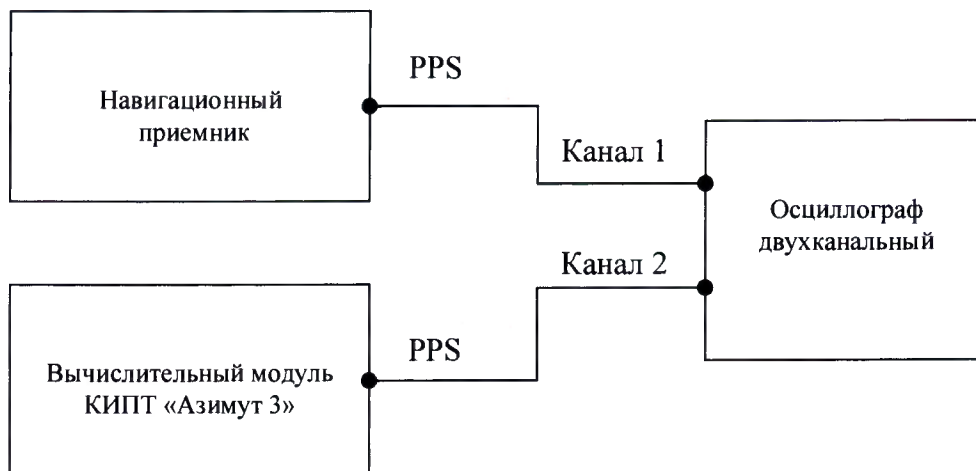 Навигационный
приемник
PPS
Канал 1
Осциллограф
двухканальный
Канал 2
PPS
Вычислительный модуль
КИПТ «Азимут 3»